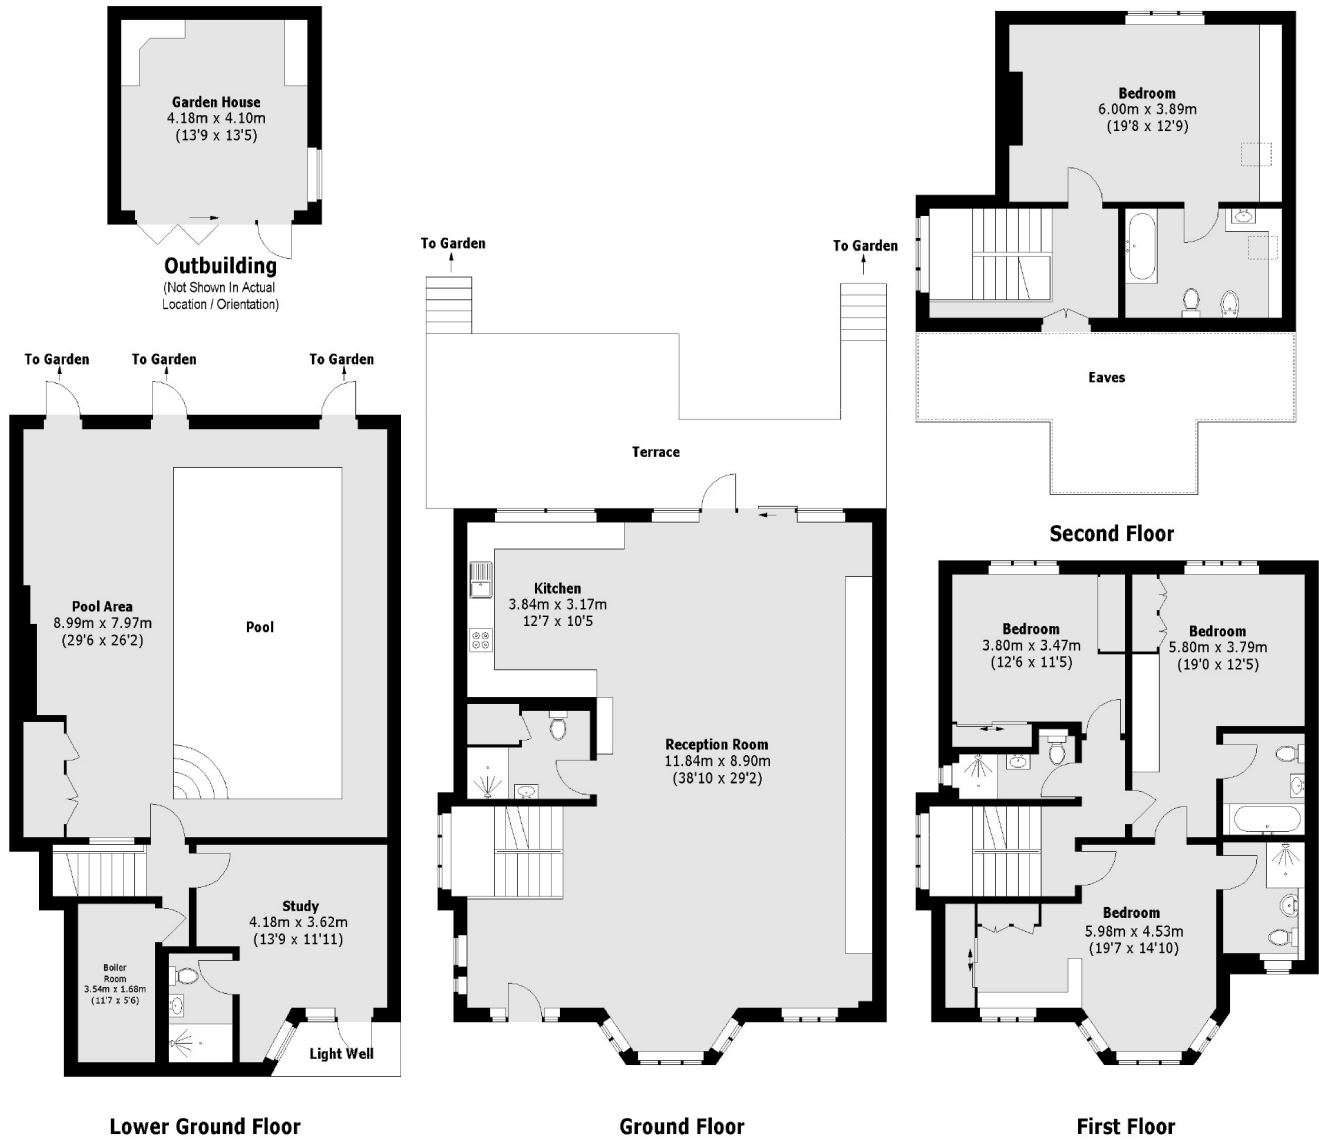 Garden House
4.18m x 4.10m
(13'9 x 13'5)
Outbuilding
(Not Shown In Actual
Location / Orientation)
To Garden
To Garden
To Garden
Pool Area
8.99m x 7.97m
(29'6 x 26'2)
Pool
Study
4.18m x 3.62m
(13'9 x 11'11)
Boiler
Room
3.54m x 1.68m
(11'7 x 5'6)
Light Well
Lower Ground Floor
To Garden
To Garden
Terrace
Kitchen
3.84m x 3.17m
12'7 x 10'5
Reception Room
11.84m x 8.90m
(38'10 x 29'2)
Ground Floor
Bedroom
6.00m x 3.89m
(19'8 x 12'9)
Eaves
Second Floor
Bedroom
3.80m x 3.47m
(12'6 x 11'5)
Bedroom
5.80m x 3.79m
(19'0 x 12'5)
Bedroom
5.98m x 4.53m
(19'7 x 14'10)
First Floor